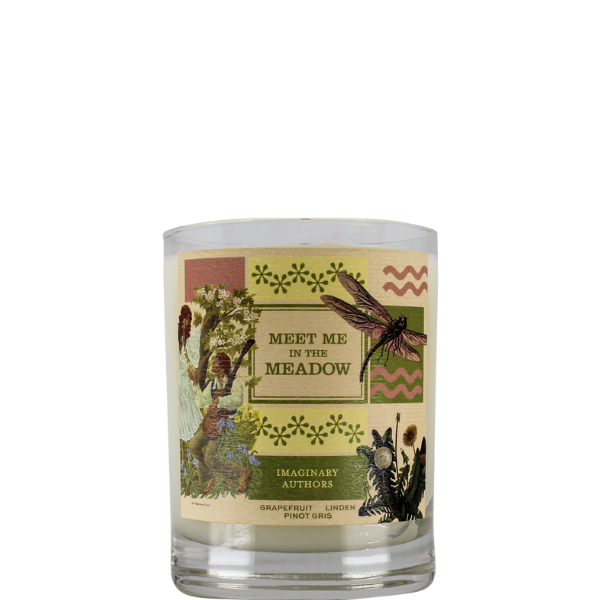 MEET ME
IN THE
MEADOW
IMAGINARY
AUTHORS
GRAPEFRUIT LINDEN
PINOT GRIS